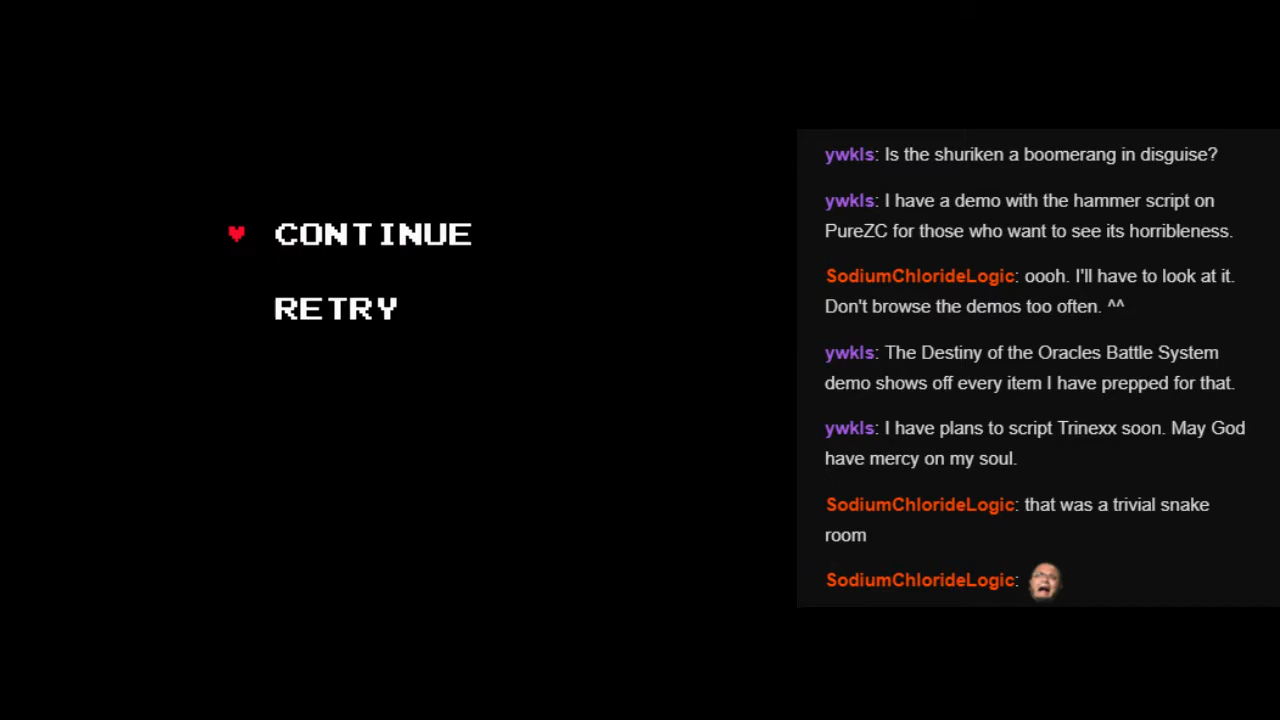 CONTINUE
RETRY
ywkls: Is the shuriken a boomerang in disguise?
ywkls: I have a demo with the hammer script on
PureZC for those who want to see its horribleness.
SodiumChlorideLogic: oooh. I'll have to look at it.
Don't browse the demos too often. ^^
ywkls: The Destiny of the Oracles Battle System
demo shows off every item I have prepped for that.
ywkls: I have plans to script Trinexx soon. May God
have mercy on my soul.
SodiumChlorideLogic: that was a trivial snake
room
SodiumChlorideLogic: